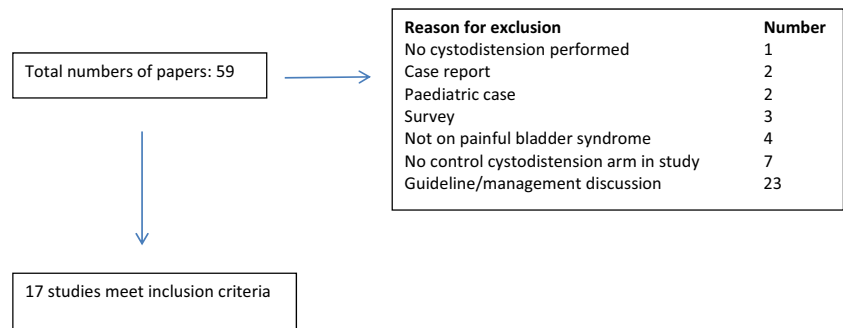 Total numbers of papers: 59
Reason for exclusion Number
No cystodistension performed 1
Case report 2
Paediatric case 2
Survey 3
Not on painful bladder syndrome 4
No control cystodistension arm in study 7
Guideline/management discussion 23
17 studies meet inclusion criteria